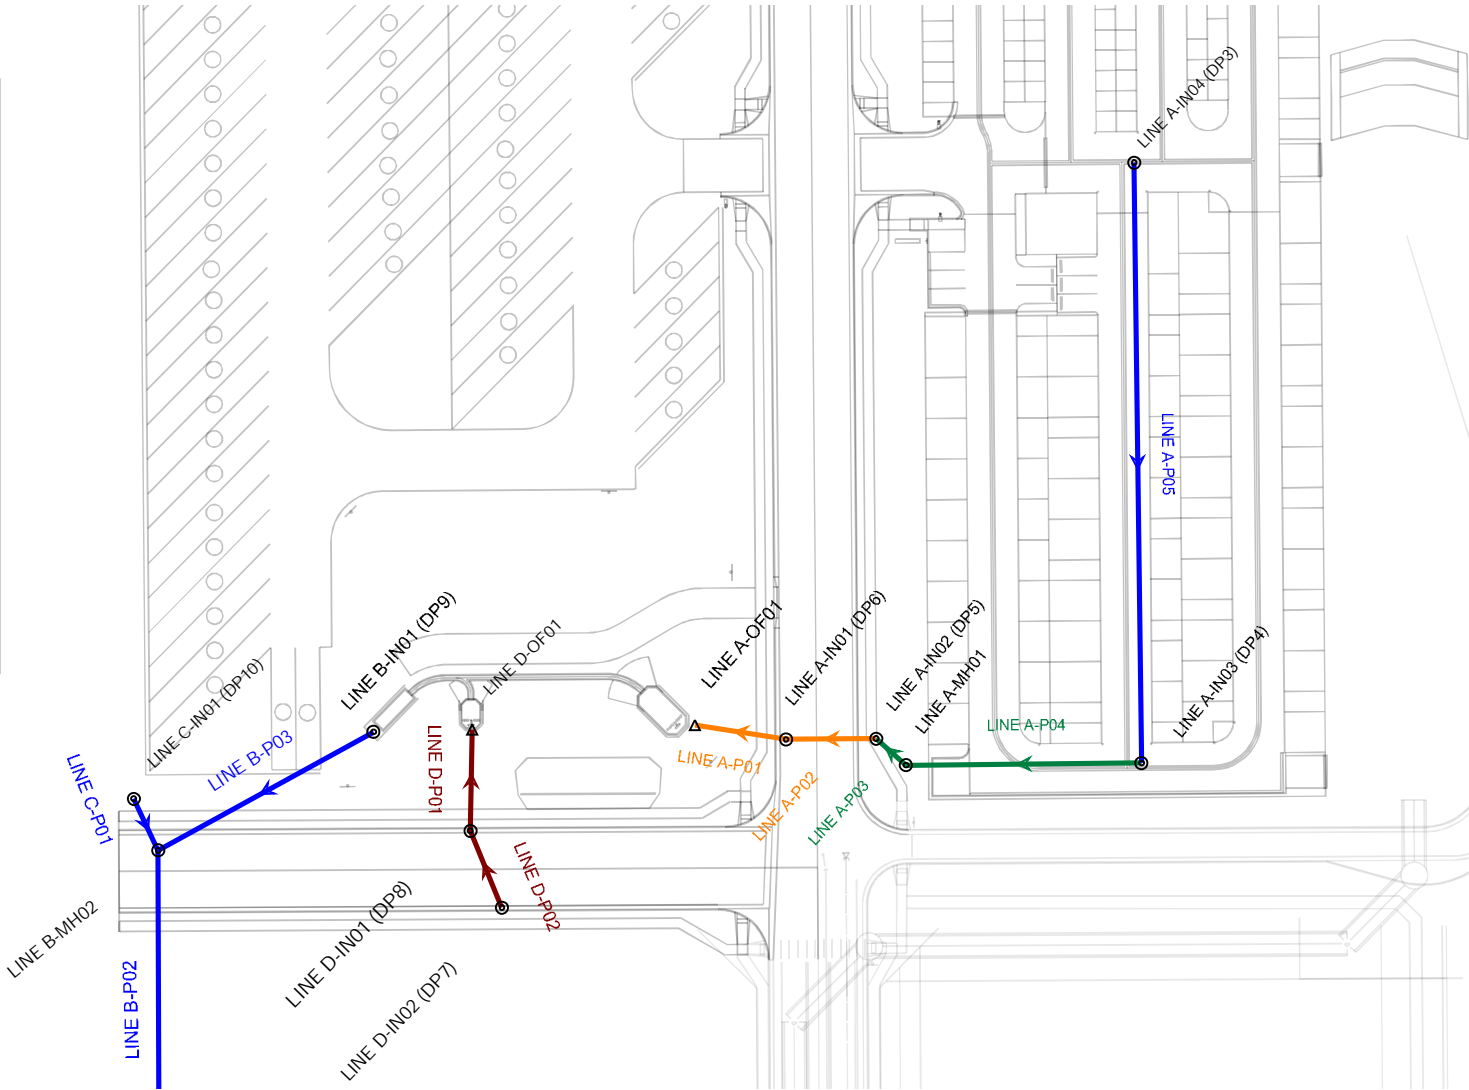 LINE A-IN04 (DP3)
LINE A-P05
LINE B-IN01 (DP9)
LINE D-OF01
LINE A-OF01
LINE A-IN01 (DP6)
LINE A-IN02 (DP5)
LINE A-MH01
LINE A-IN03 (DP4)
LINE C-IN01 (DP10)
LINE B-P03
LINE C-P01
LINE D-P01
LINE A-P01
LINE A-P02
LINE A-P03
LINE A-P04
LINE D-P02
LINE B-MH02
LINE D-IN01 (DP8)
LINE D-IN02 (DP7)
LINE B-P02